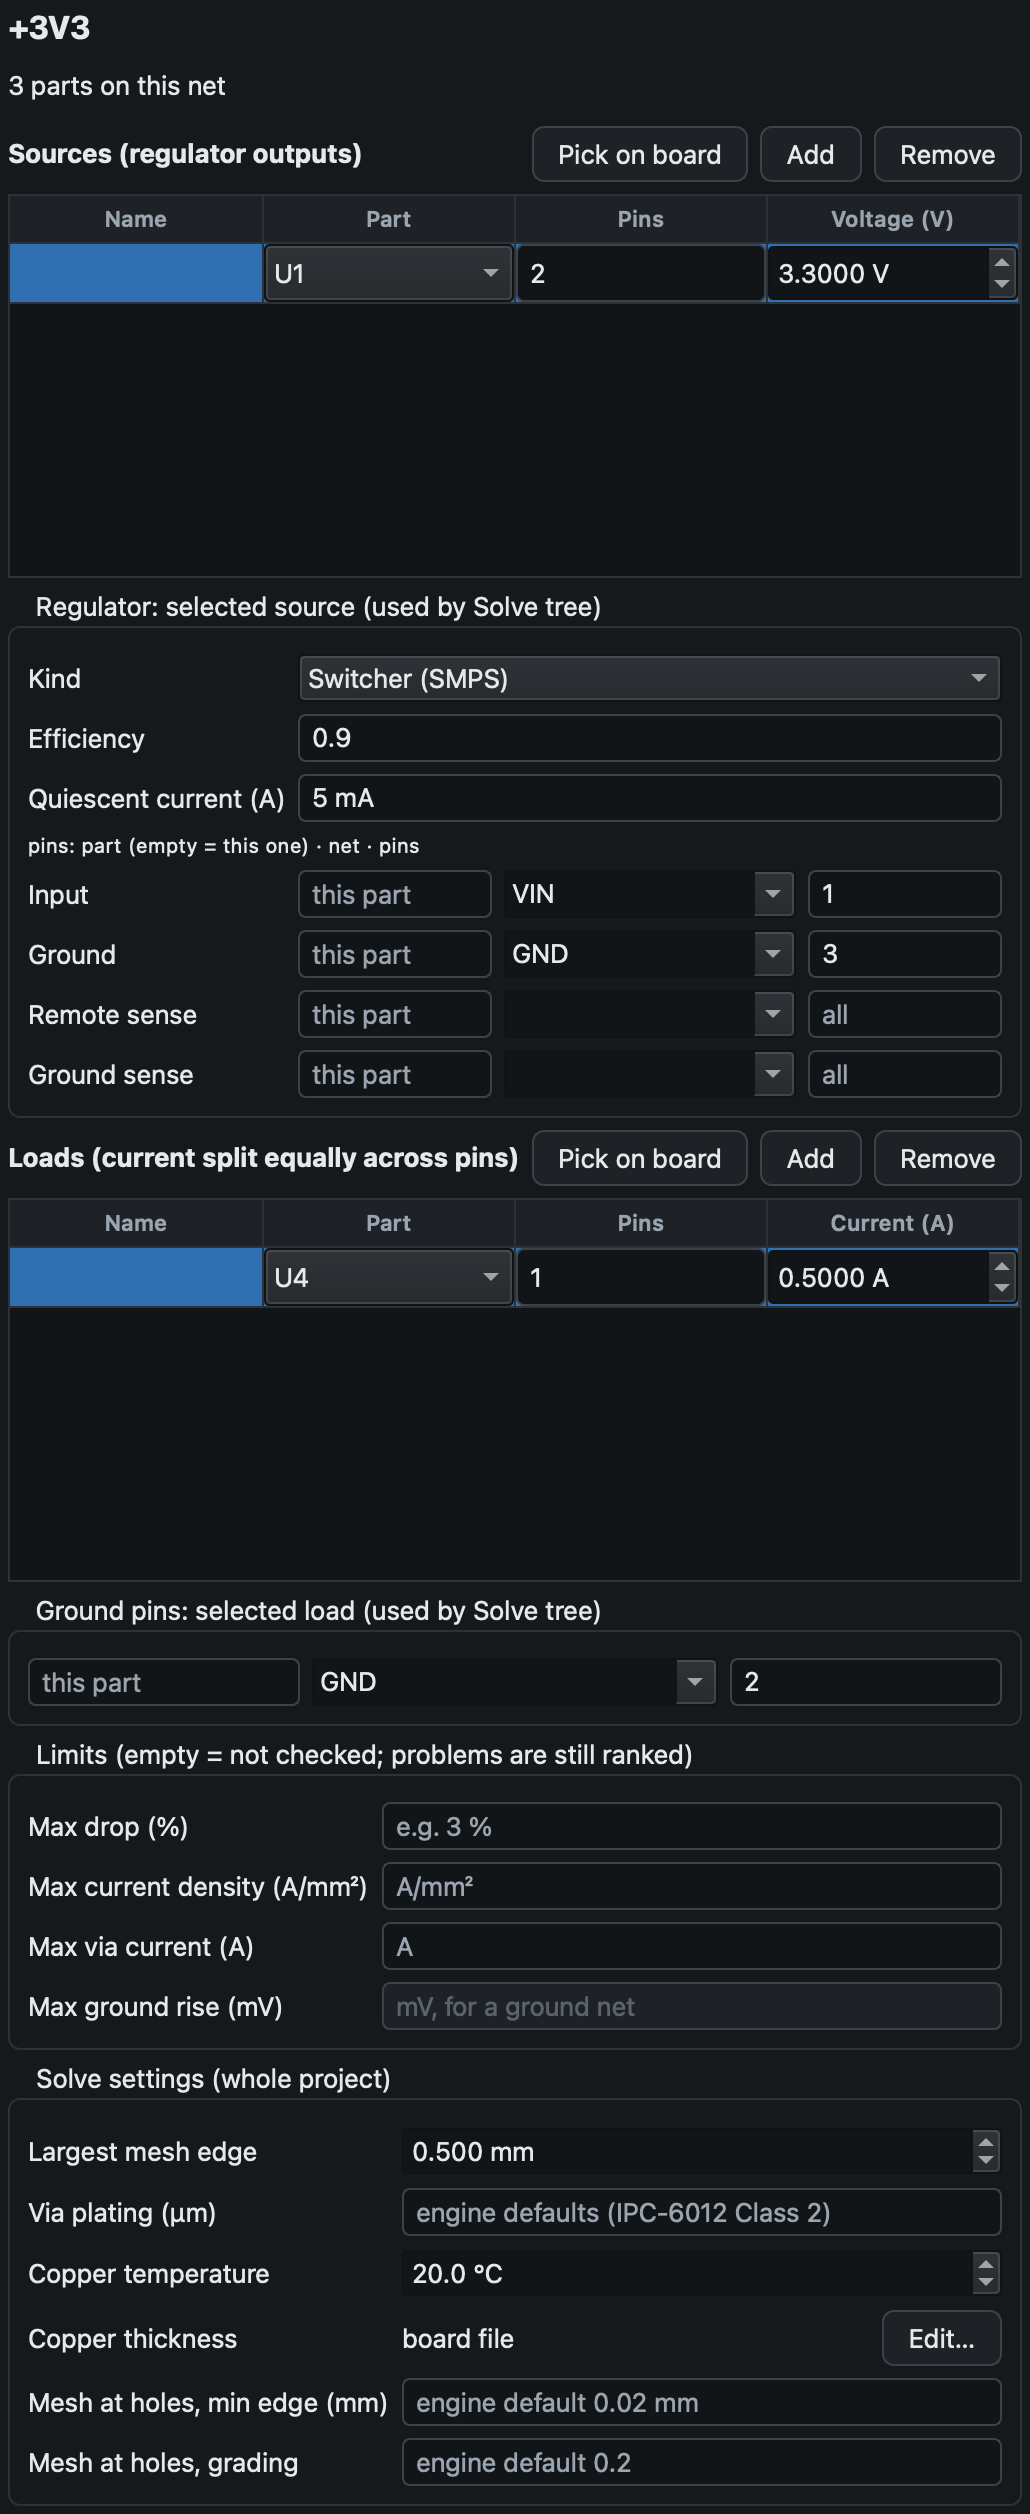 +3V3
3 parts on this net
Sources (regulator outputs) Pick on board Add Remove
Name Part Pins Voltage (V)
U1 2 3.3000 V
Regulator: selected source (used by Solve tree)
Kind Switcher (SMPS)
Efficiency 0.9
Quiescent current (A) 5 mA
pins: part (empty = this one) · net · pins
Input this part VIN 1
Ground this part GND 3
Remote sense this part all
Ground sense this part all
Loads (current split equally across pins) Pick on board Add Remove
Name Part Pins Current (A)
U4 1 0.5000 A
Ground pins: selected load (used by Solve tree)
this part GND 2
Limits (empty = not checked; problems are still ranked)
Max drop (%) e.g. 3 %
Max current density (A/mm²) A/mm²
Max via current (A) A
Max ground rise (mV) mV, for a ground net
Solve settings (whole project)
Largest mesh edge 0.500 mm
Via plating (µm) engine defaults (IPC-6012 Class 2)
Copper temperature 20.0 °C
Copper thickness board file Edit...
Mesh at holes, min edge (mm) engine default 0.02 mm
Mesh at holes, grading engine default 0.2